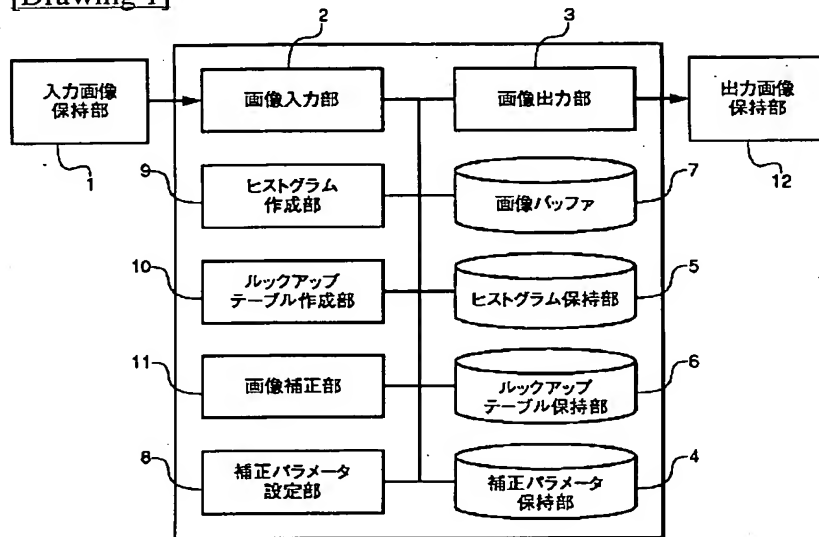 [Drawing 1]
2
3
入力画像
保持部
画像入力部
画像出力部
出力画像
保持部
1
9
ヒストグラム
作成部
画像バッファ
7
12
10
ルックアップ
テーブル作成部
ヒストグラム保持部
5
11
画像補正部
ルックアップ
テーブル保持部
6
8
補正パラメータ
設定部
補正パラメータ
保持部
4